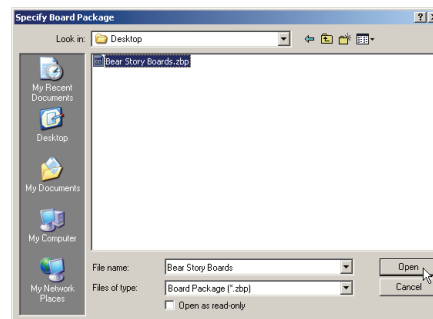 Specify Board Package
Look in:
Desktop
Bear Story Boards.zbp
My Recent
Documents
Desktop
My Documents
My Computer
My Network
Places
File name:
Bear Story Boards
Open
Files of type:
Board Package (*.zbp)
Cancel
Open as read-only